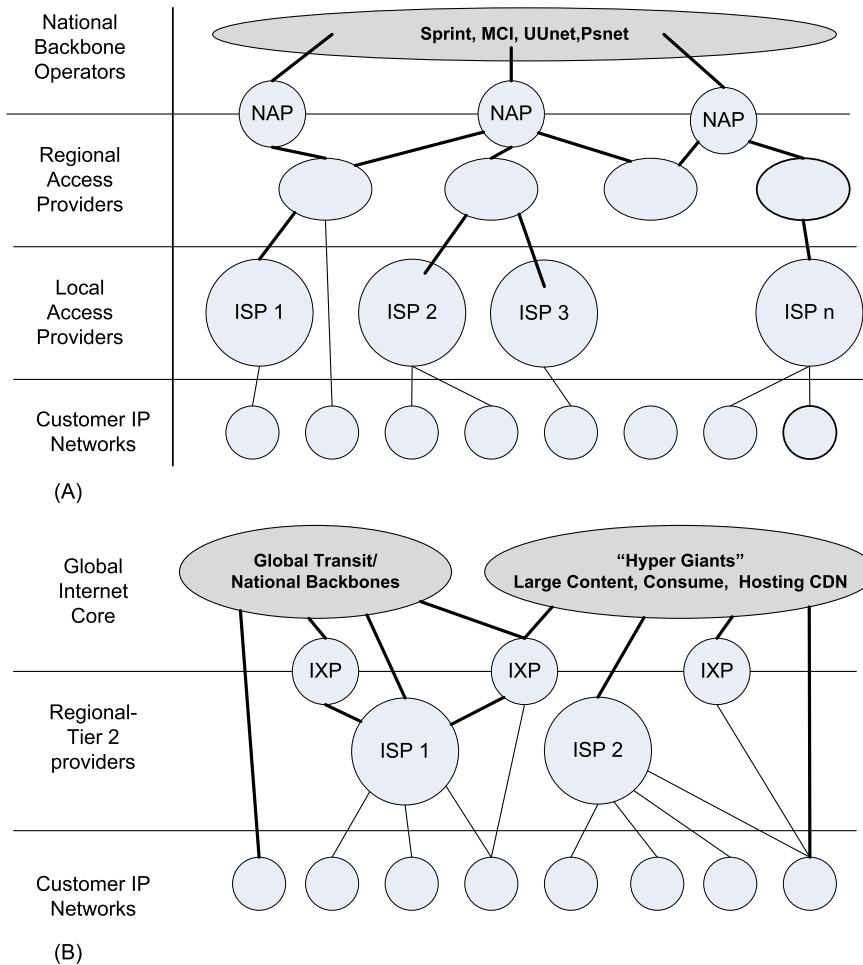 National
Backbone
Operators
Sprint, MCI, UUnet,Psnet
NAP
NAP
NAP
Regional
Access
Providers
Local
Access
Providers
ISP 1
ISP 2
ISP 3
ISP n
Customer IP
Networks
(A)
Global
Internet
Core
Global Transit/
National Backbones
“Hyper Giants”
Large Content, Consume,  Hosting CDN
IXP
IXP
IXP
Regional-
Tier 2
providers
ISP 1
ISP 2
Customer IP
Networks
(B)